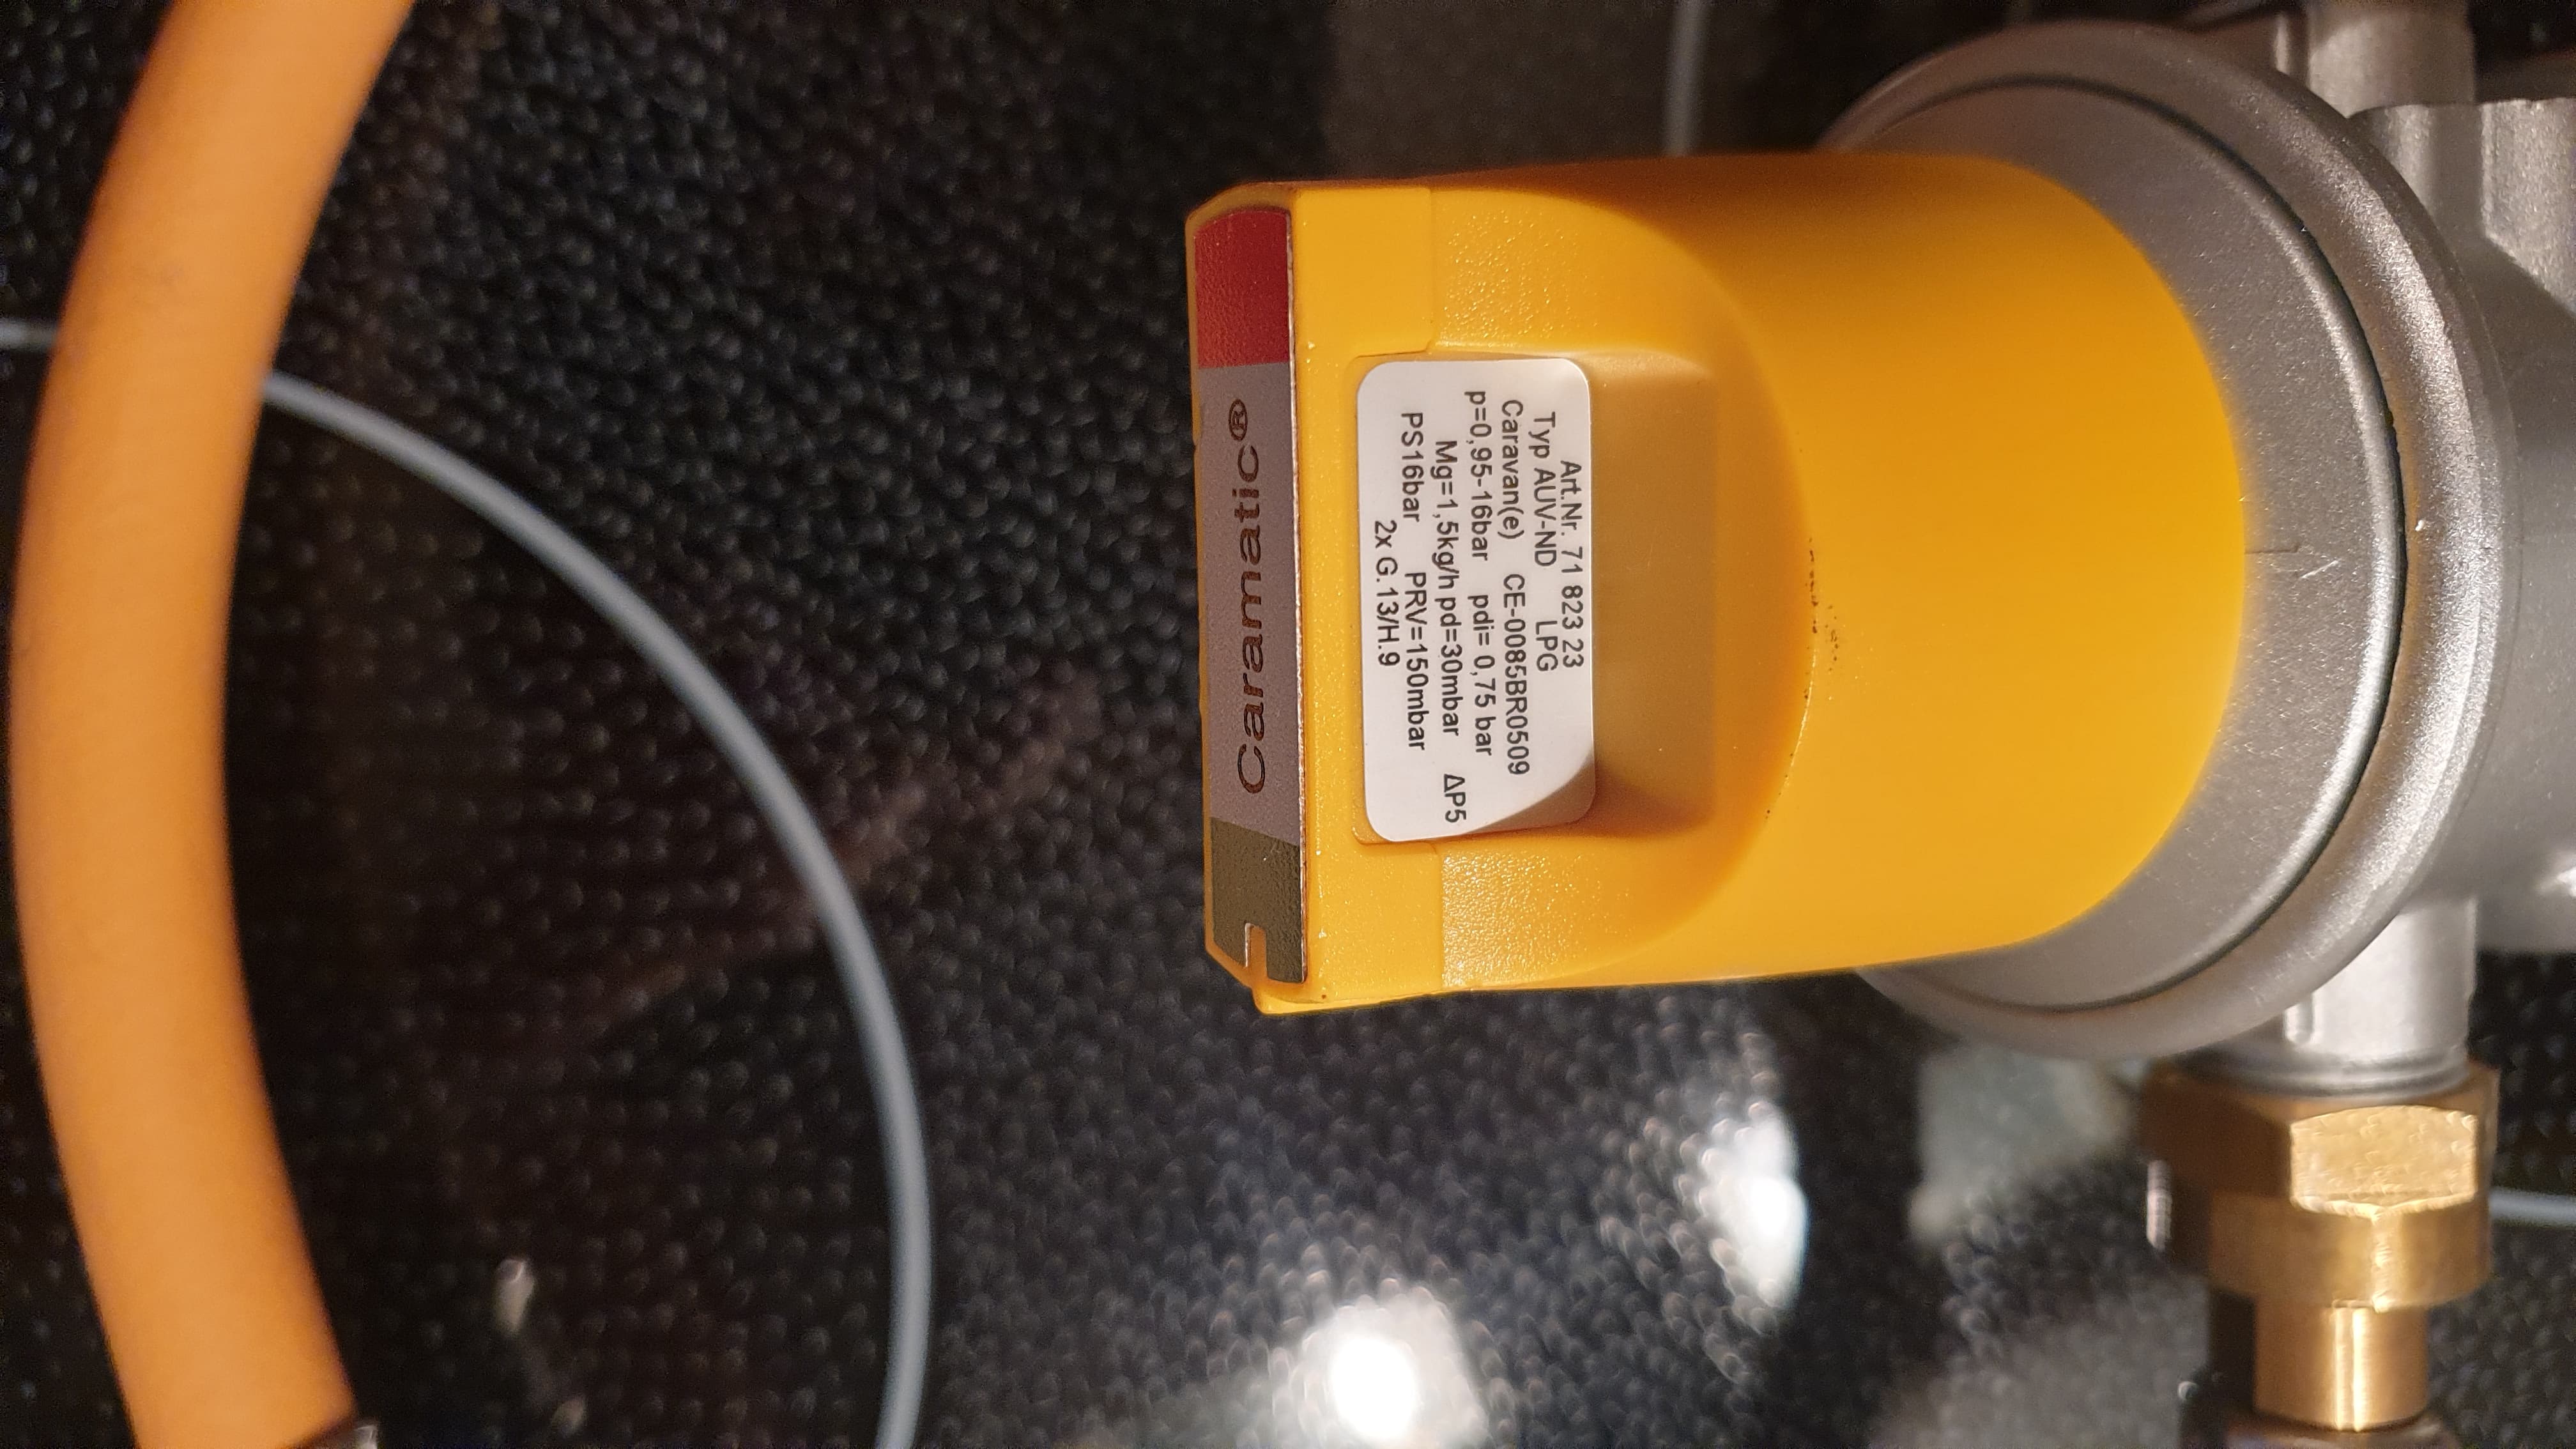 Caramatic®
Art.Nr. 71 823 23
Typ AUV-ND LPG
Caravan(e) CE-0085BR0509
p=0,95-16bar pdi= 0,75 bar
Mg=1,5kg/h pd=30mbar ΔP5
PS16bar PRV=150mbar
2x G.13/H.9